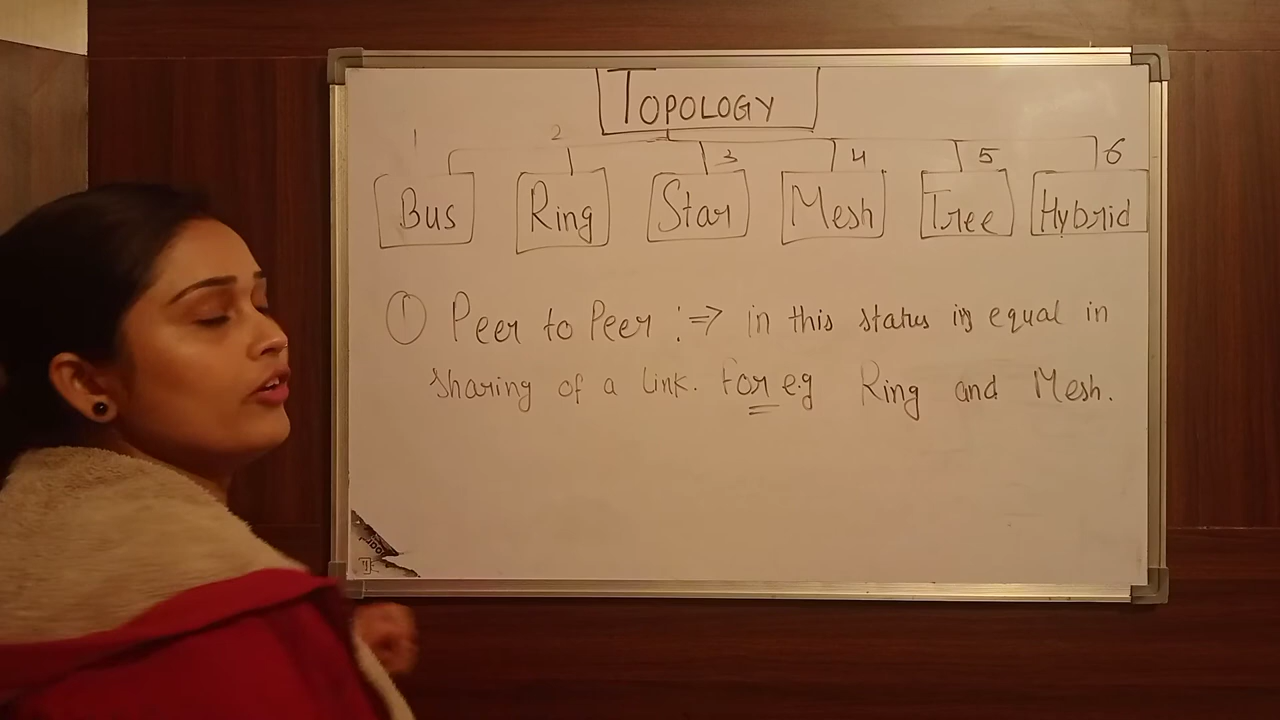 TOPOLOGY
1 2 3 4 5 6
Bus Ring Star Mesh Tree Hybrid
① Peer to Peer :⇒ in this status is equal in
sharing of a link. For e.g Ring and Mesh.